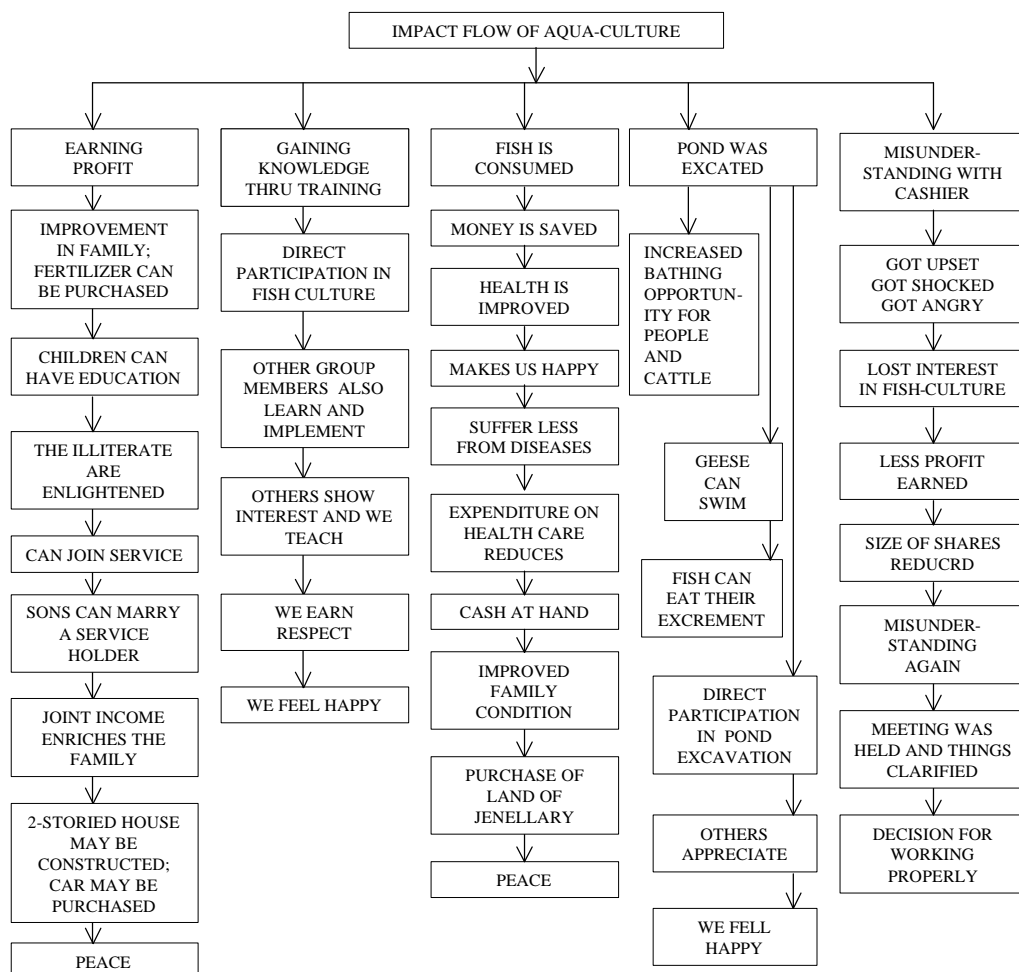 IMPACT FLOW OF AQUA-CULTURE
EARNING
PROFIT
IMPROVEMENT
IN FAMILY;
FERTILIZER CAN
BE PURCHASED
CHILDREN CAN
HAVE EDUCATION
THE ILLITERATE
ARE
ENLIGHTENED
CAN JOIN SERVICE
SONS CAN MARRY
A SERVICE
HOLDER
JOINT INCOME
ENRICHES THE
FAMILY
2-STORIED HOUSE
MAY BE
CONSTRUCTED;
CAR MAY BE
PURCHASED
PEACE
GAINING
KNOWLEDGE
THRU TRAINING
DIRECT
PARTICIPATION IN
FISH CULTURE
OTHER GROUP
MEMBERS ALSO
LEARN AND
IMPLEMENT
OTHERS SHOW
INTEREST AND WE
TEACH
WE EARN
RESPECT
WE FEEL HAPPY
FISH IS
CONSUMED
MONEY IS SAVED
HEALTH IS
IMPROVED
MAKES US HAPPY
SUFFER LESS
FROM DISEASES
EXPENDITURE ON
HEALTH CARE
REDUCES
CASH AT HAND
IMPROVED
FAMILY
CONDITION
PURCHASE OF
LAND OF
JENELLARY
PEACE
POND WAS
EXCATED
INCREASED
BATHING
OPPORTUN-
ITY FOR
PEOPLE
AND
CATTLE
GEESE
CAN
SWIM
FISH CAN
EAT THEIR
EXCREMENT
DIRECT
PARTICIPATION
IN POND
EXCAVATION
OTHERS
APPRECIATE
WE FELL
HAPPY
MISUNDER-
STANDING WITH
CASHIER
GOT UPSET
GOT SHOCKED
GOT ANGRY
LOST INTEREST
IN FISH-CULTURE
LESS PROFIT
EARNED
SIZE OF SHARES
REDUCRD
MISUNDER-
STANDING
AGAIN
MEETING WAS
HELD AND THINGS
CLARIFIED
DECISION FOR
WORKING
PROPERLY